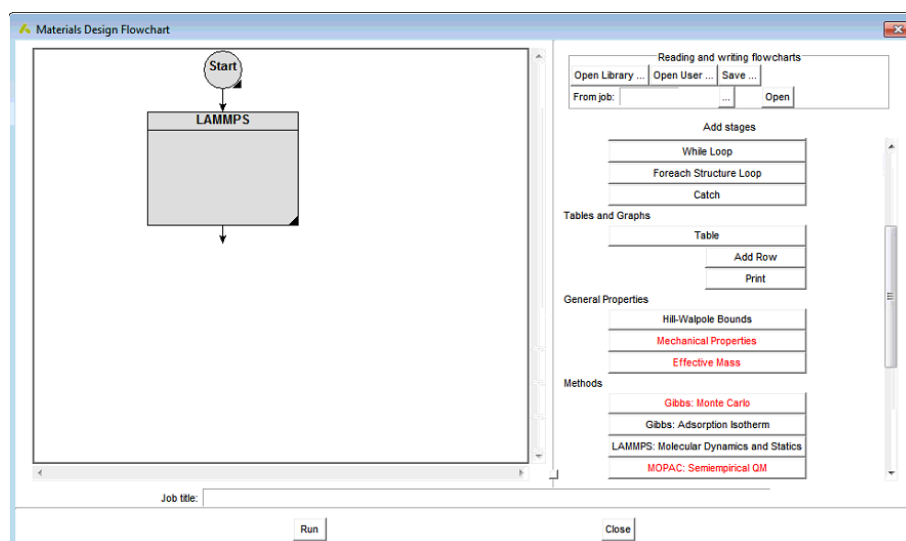 Materials Design Flowchart
Start
LAMMPS
Reading and writing flowcharts
Open Library ... Open User ... Save ...
From job: ... Open
Add stages
While Loop
Foreach Structure Loop
Catch
Tables and Graphs
Table
Add Row
Print
General Properties
Hill-Walpole Bounds
Mechanical Properties
Effective Mass
Methods
Gibbs: Monte Carlo
Gibbs: Adsorption Isotherm
LAMMPS: Molecular Dynamics and Statics
MOPAC: Semiempirical QM
Job title:
Run Close